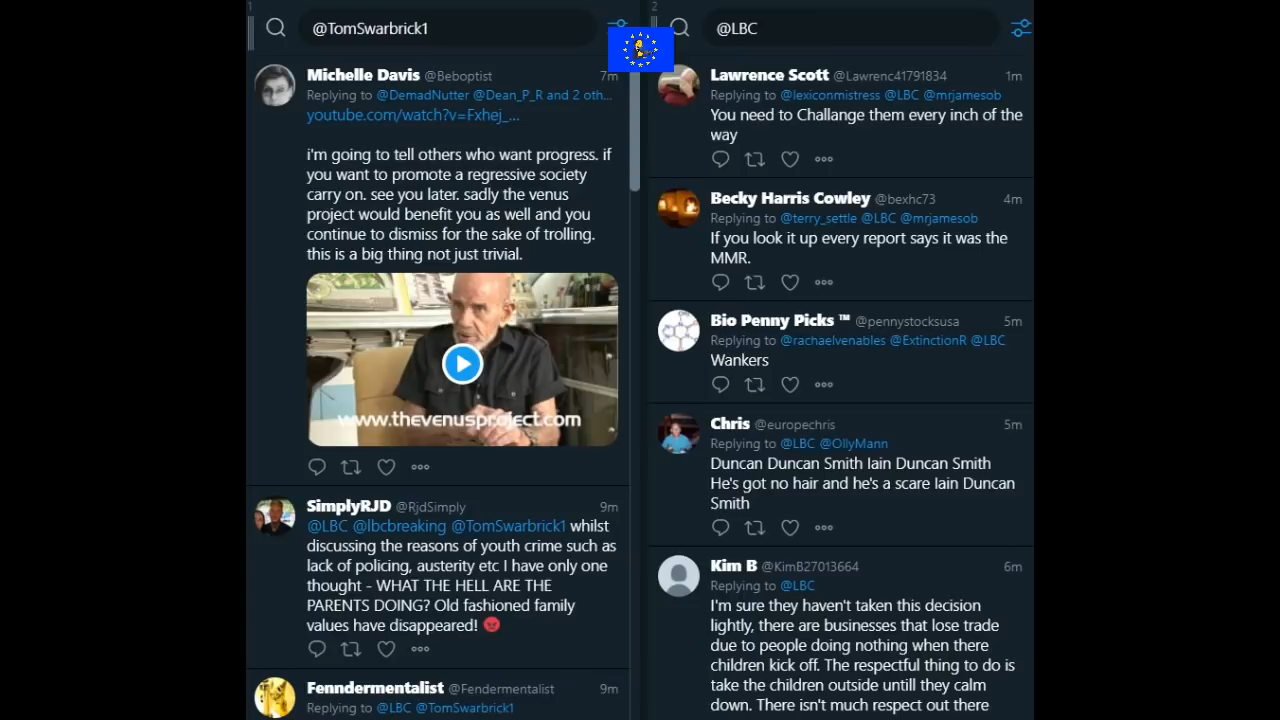 1
@TomSwarbrick1
Michelle Davis @Beboptist 7m
Replying to @DemadNutter @Dean_P_R and 2 oth...
youtube.com/watch?v=Fxhej_...
i'm going to tell others who want progress. if
you want to promote a regressive society
carry on. see you later. sadly the venus
project would benefit you as well and you
continue to dismiss for the sake of trolling.
this is a big thing not just trivial.
www.thevenusproject.com
SimplyRJD @RjdSimply 9m
@LBC @lbcbreaking @TomSwarbrick1 whilst
discussing the reasons of youth crime such as
lack of policing, austerity etc I have only one
thought - WHAT THE HELL ARE THE
PARENTS DOING? Old fashioned family
values have disappeared! 😡
Fenndermentalist @Fendermentalist 9m
Replying to @LBC @TomSwarbrick1
2
@LBC
Lawrence Scott @Lawrenc41791834 1m
Replying to @lexiconmistress @LBC @mrjamesob
You need to Challange them every inch of the
way
Becky Harris Cowley @bexhc73 4m
Replying to @terry_settle @LBC @mrjamesob
If you look it up every report says it was the
MMR.
Bio Penny Picks ™ @pennystocksusa 5m
Replying to @rachaelvenables @ExtinctionR @LBC
Wankers
Chris @europechris 5m
Replying to @LBC @OllyMann
Duncan Duncan Smith Iain Duncan Smith
He's got no hair and he's a scare Iain Duncan
Smith
Kim B @KimB27013664 6m
Replying to @LBC
I'm sure they haven't taken this decision
lightly, there are businesses that lose trade
due to people doing nothing when there
children kick off. The respectful thing to do is
take the children outside untill they calm
down. There isn't much respect out there